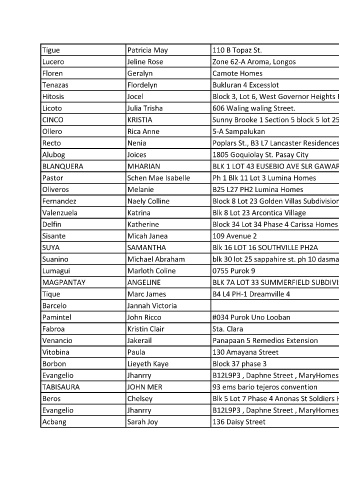 Tigue Patricia May 110 B Topaz St.
Lucero Jeline Rose Zone 62-A Aroma, Longos
Floren Geralyn Camote Homes
Tenazas Flordelyn Bukluran 4 Excesslot
Hitosis Jocel Block 3, Lot 6, West Governor Heights
Licoto Julia Trisha 606 Waling waling Street.
CINCO KRISTIA Sunny Brooke 1 Section 5 block 5 lot 25
Ollero Rica Anne 5-A Sampalukan
Recto Nenia Poplars St., B3 L7 Lancaster Residences
Alubog Joices 1805 Goquiolay St. Pasay City
BLANQUERA MHARIAN BLK 1 LOT 43 EUSEBIO AVE SLR GAWAR
Pastor Schen Mae Isabelle Ph 1 Blk 11 Lot 3 Lumina Homes
Oliveros Melanie B25 L27 PH2 Lumina Homes
Fernandez Naely Colline Block 8 Lot 23 Golden Villas Subdivision
Valenzuela Katrina Blk 8 Lot 23 Arcontica Village
Delfin Katherine Block 34 Lot 34 Phase 4 Carissa Homes
Sisante Micah Janea 109 Avenue 2
SUYA SAMANTHA Blk 16 LOT 16 SOUTHVILLE PH2A
Suanino Michael Abraham blk 30 lot 25 sappahire st. ph 10 dasma
Lumagui Marloth Coline 0755 Purok 9
MAGPANTAY ANGELINE BLK 7A LOT 33 SUMMERFIELD SUBDIVI
Tique Marc James B4 L4 PH-1 Dreamville 4
Barcelo Jannah Victoria
Pamintel John Ricco #034 Purok Uno Looban
Fabroa Kristin Clair Sta. Clara
Venancio Jakerail Panapaan 5 Remedios Extension
Vitobina Paula 130 Amayana Street
Borbon Lieyeth Kaye Block 37 phase 3
Evangelio Jhanrry B12L9P3 , Daphne Street , MaryHomes
TABISAURA JOHN MER 93 ems bario tejeros convention
Beros Chelsey Blk 5 Lot 7 Phase 4 Anonas St Soldiers
Evangelio Jhanrry B12L9P3 , Daphne Street , MaryHomes
Acbang Sarah Joy 136 Daisy Street